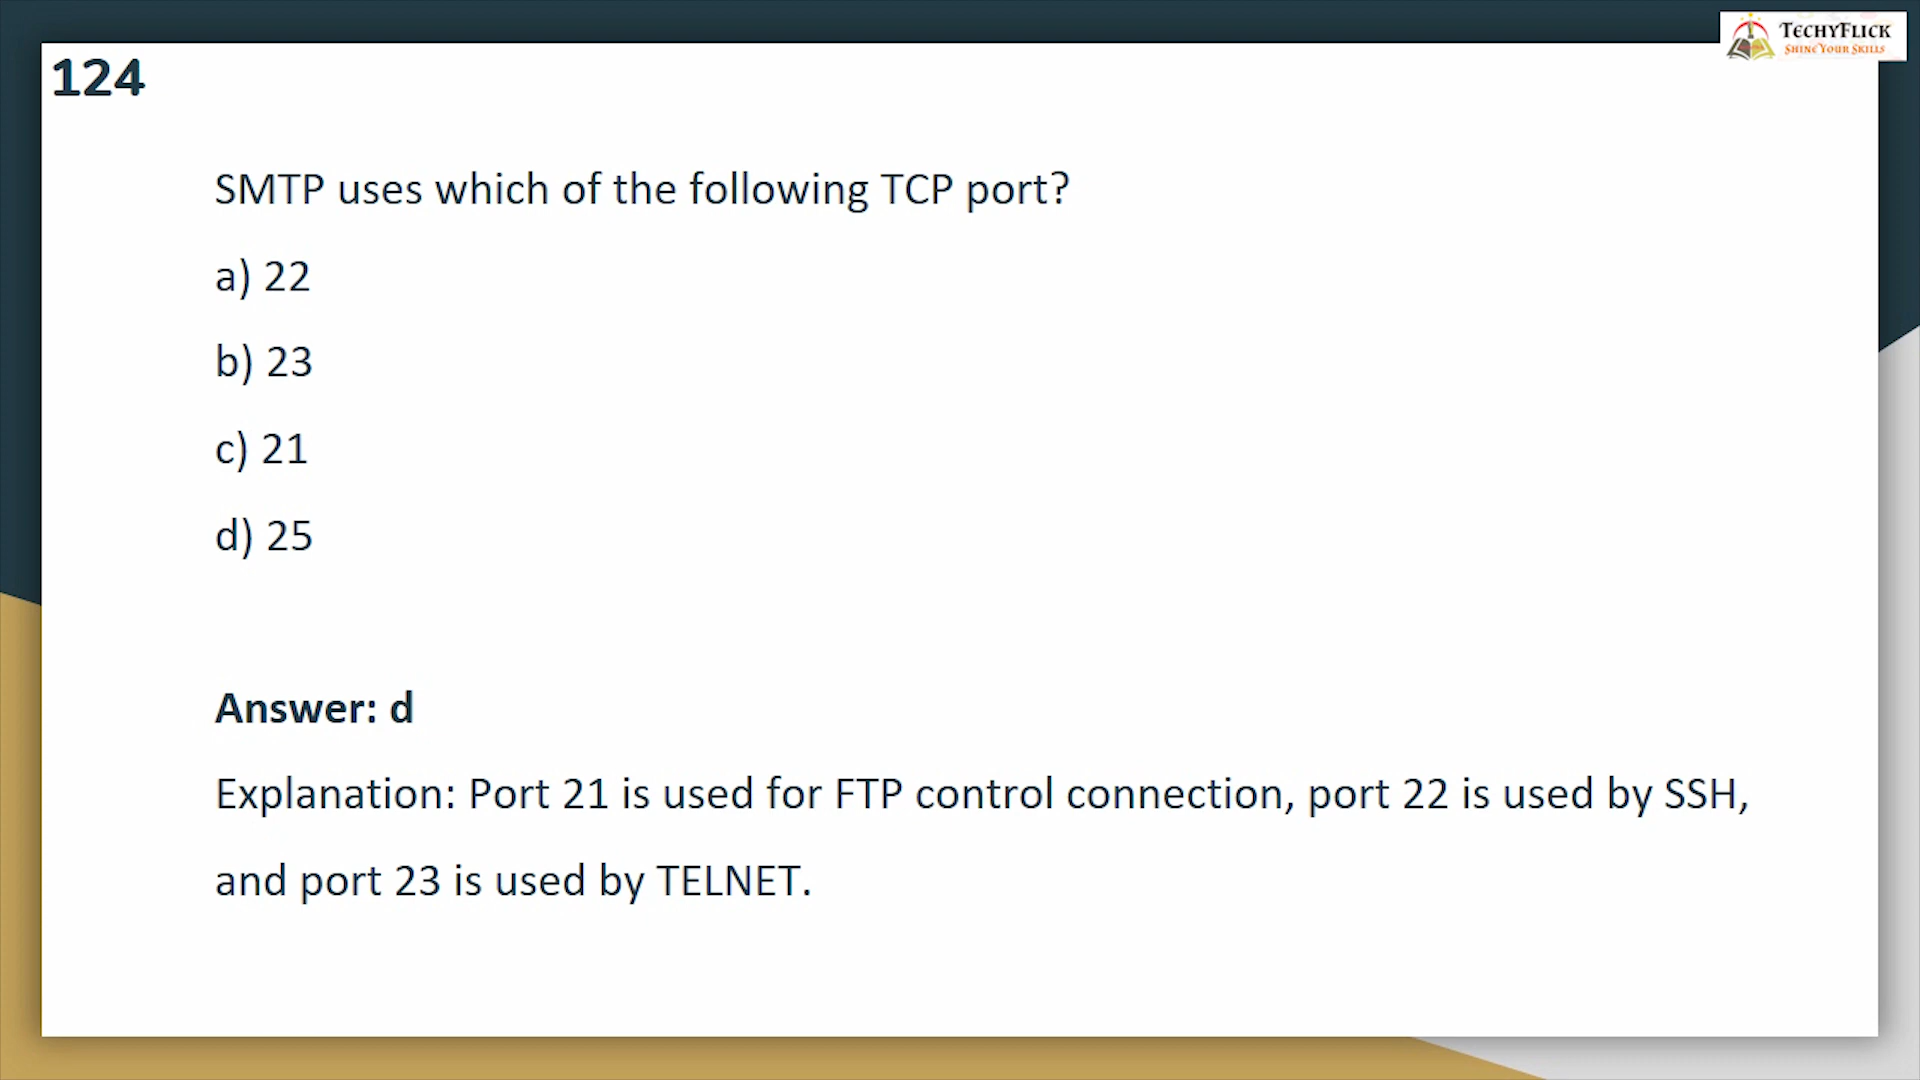 TECHYFLICK
SHINE YOUR SKILLS
124
SMTP uses which of the following TCP port?
a) 22
b) 23
c) 21
d) 25
Answer: d
Explanation: Port 21 is used for FTP control connection, port 22 is used by SSH,
and port 23 is used by TELNET.